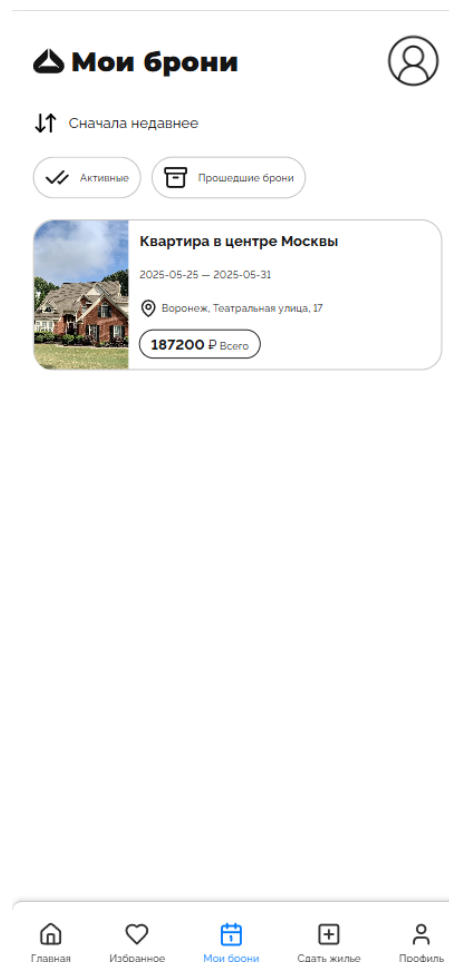 Мои брони
Сначала недавнее
Активные
Прошедшие брони
Квартира в центре Москвы
2025-05-25 — 2025-05-31
Воронеж, Театральная улица, 17
187200 ₽ Всего
Главная
Избранное
Мои брони
Сдать жилье
Профиль